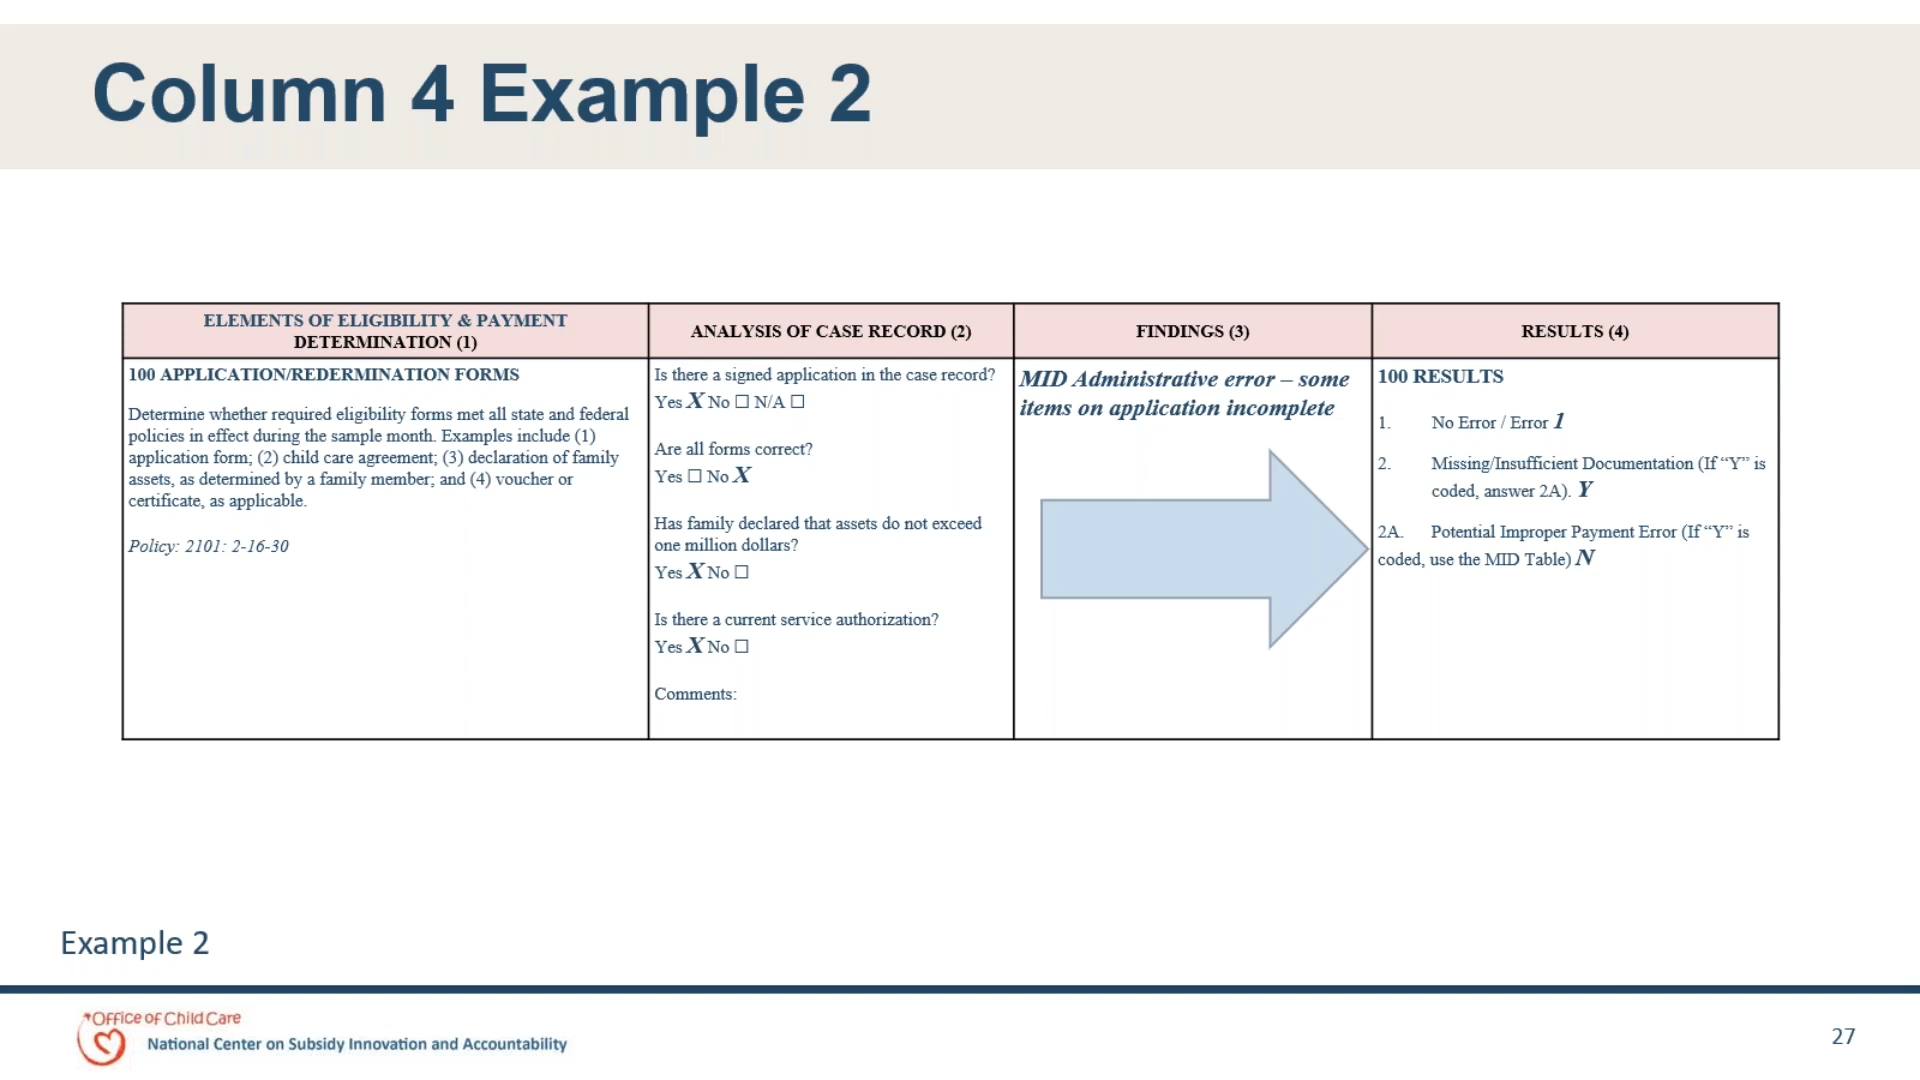 Column 4 Example 2
ELEMENTS OF ELIGIBILITY & PAYMENT
DETERMINATION (1)
ANALYSIS OF CASE RECORD (2)
FINDINGS (3)
RESULTS (4)
100 APPLICATION/REDERMINATION FORMS
Determine whether required eligibility forms met all state and federal
policies in effect during the sample month. Examples include (1)
application form; (2) child care agreement; (3) declaration of family
assets, as determined by a family member; and (4) voucher or
certificate, as applicable.
Policy: 2101: 2-16-30
Is there a signed application in the case record?
Yes X No ☐ N/A ☐
Are all forms correct?
Yes ☐ No X
Has family declared that assets do not exceed
one million dollars?
Yes X No ☐
Is there a current service authorization?
Yes X No ☐
Comments:
MID Administrative error – some
items on application incomplete
100 RESULTS
1. No Error / Error 1
2. Missing/Insufficient Documentation (If “Y” is
coded, answer 2A). Y
2A. Potential Improper Payment Error (If “Y” is
coded, use the MID Table) N
Example 2
Office of Child Care
National Center on Subsidy Innovation and Accountability
27